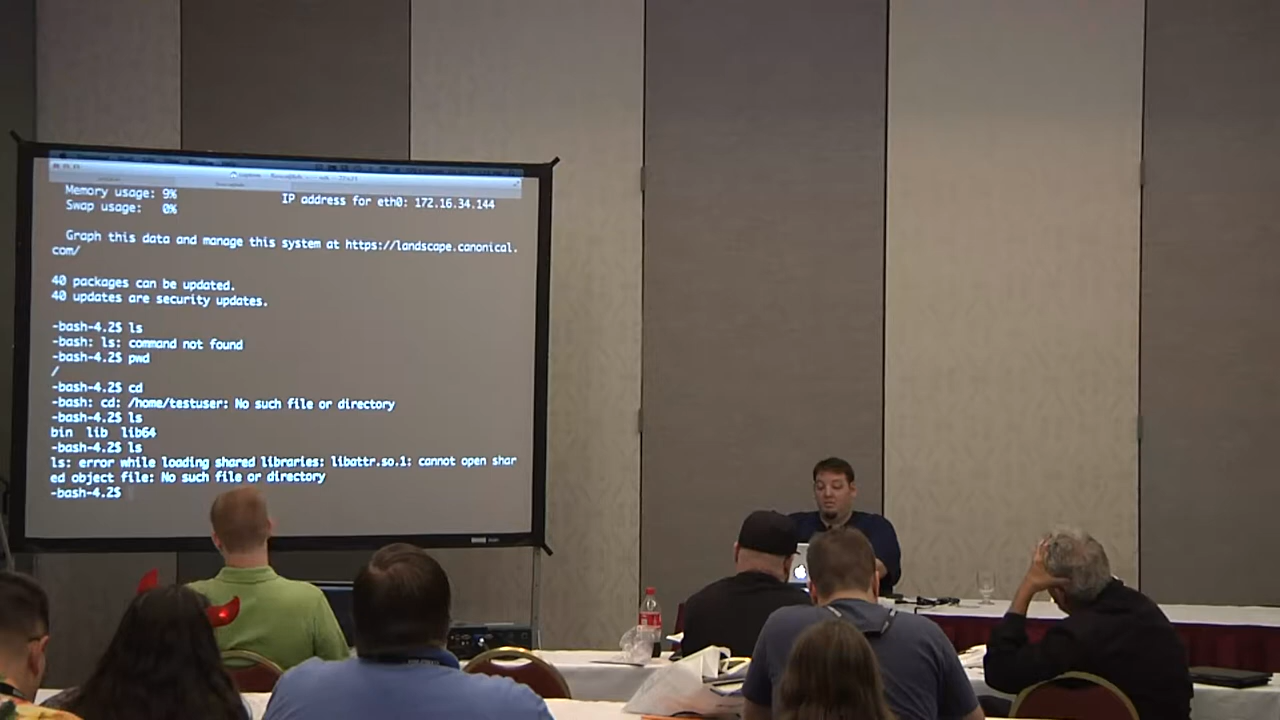 Memory usage: 9% IP address for eth0: 172.16.34.144
Swap usage: 0%
Graph this data and manage this system at https://landscape.canonical.
com/
40 packages can be updated.
40 updates are security updates.
-bash-4.2$ ls
-bash: ls: command not found
-bash-4.2$ pwd
/
-bash-4.2$ cd
-bash: cd: /home/testuser: No such file or directory
-bash-4.2$ ls
bin lib lib64
-bash-4.2$ ls
ls: error while loading shared libraries: libattr.so.1: cannot open shar
ed object file: No such file or directory
-bash-4.2$